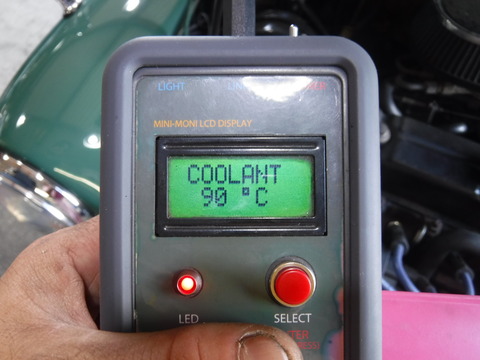 LIGHT
MINI-MONI LCD DISPLAY
COOLANT
90 °C
LED
SELECT